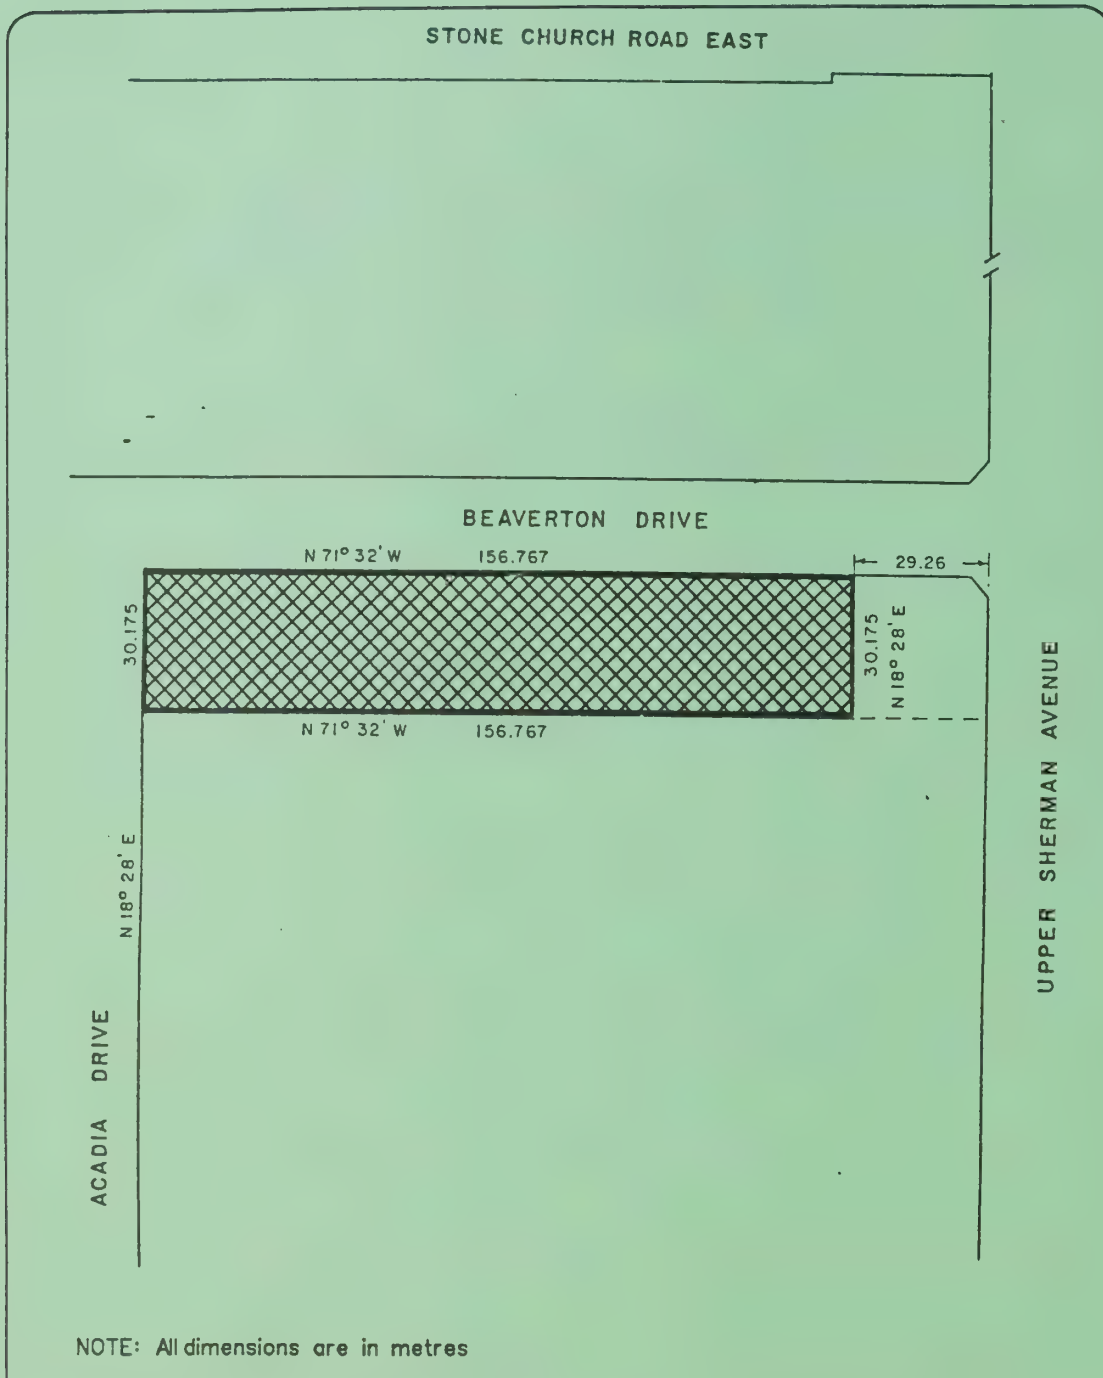 STONE CHURCH ROAD EAST
BEAVERTON DRIVE
N 71° 32' W 156.767
29.26
30.175
30.175
N 18° 28' E
N 71° 32' W 156.767
UPPER SHERMAN AVENUE
N 18° 28' E
ACADIA DRIVE
NOTE: All dimensions are in metres